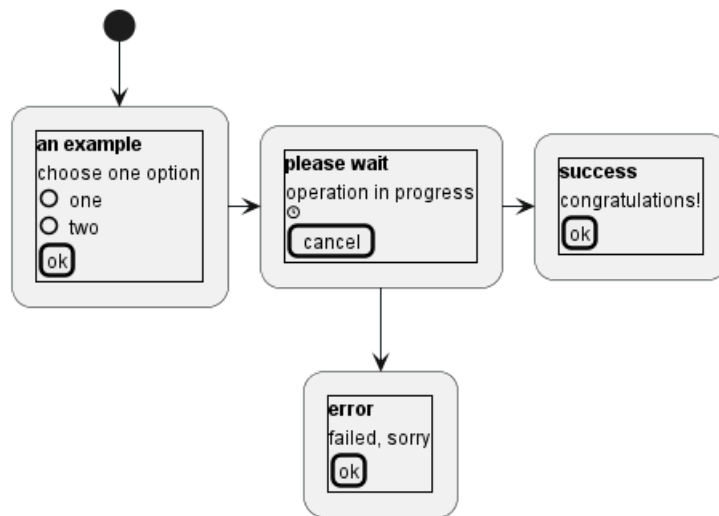 an example
choose one option
one
two
ok
please wait
operation in progress
cancel
success
congratulations!
ok
error
failed, sorry
ok